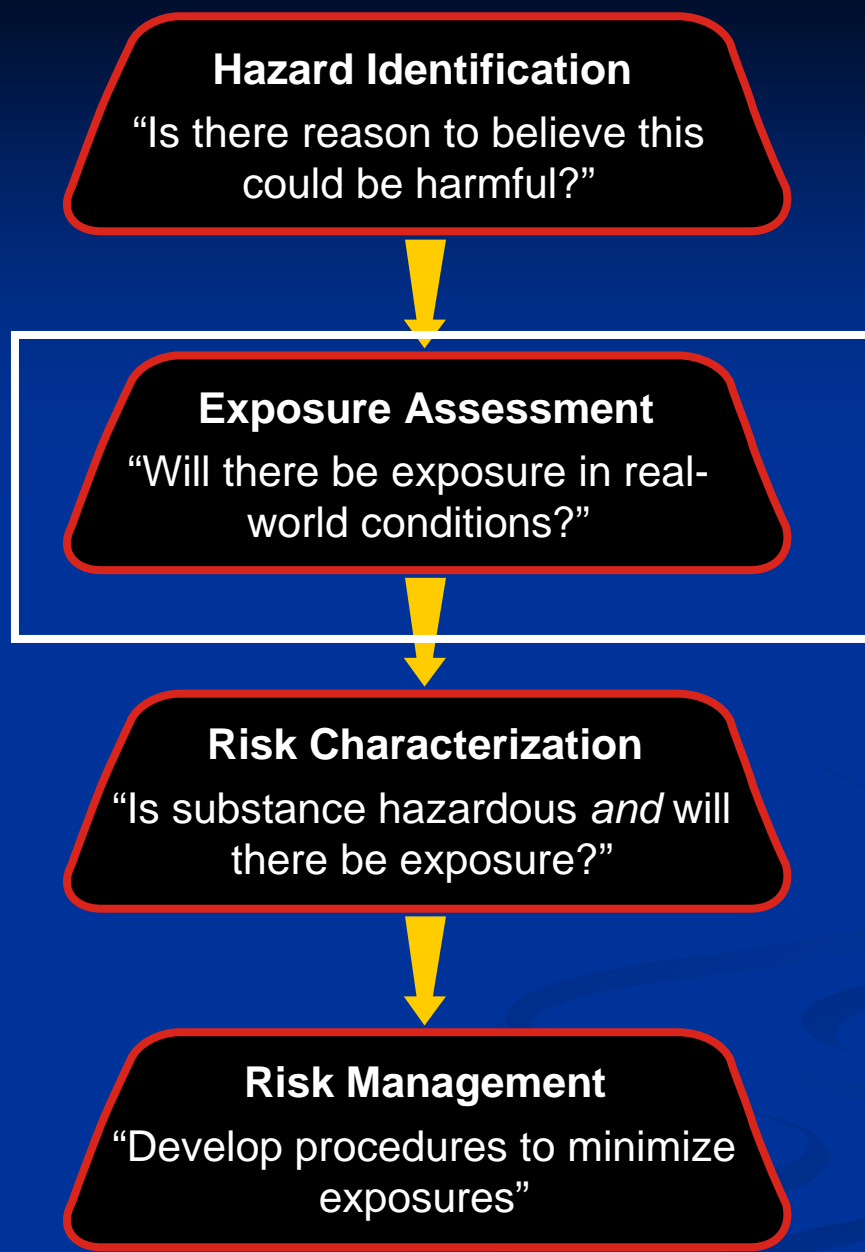 Hazard Identification
“Is there reason to believe this
could be harmful?”
Exposure Assessment
“Will there be exposure in real-
world conditions?”
Risk Characterization
“Is substance hazardous and will
there be exposure?”
Risk Management
“Develop procedures to minimize
exposures”